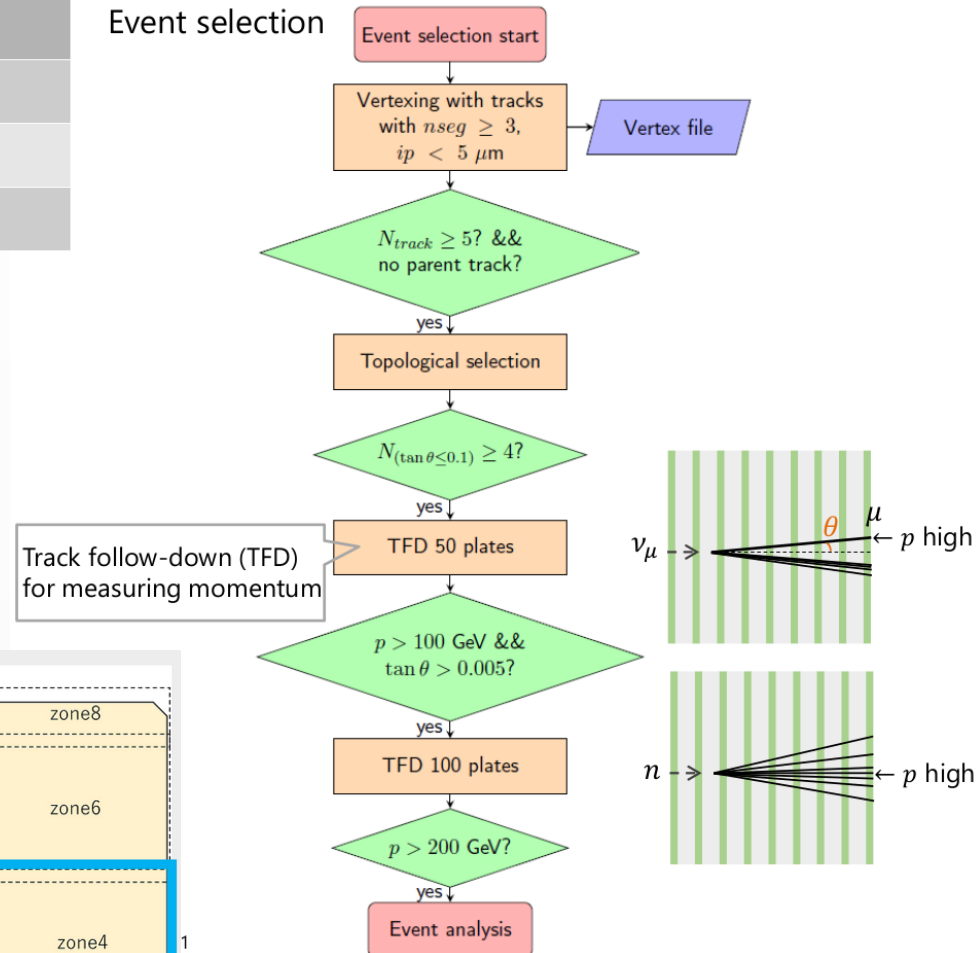 Event selection
Event selection start
Vertexing with tracks
with nseg ≥ 3,
ip < 5 μm
Vertex file
N_track ≥ 5? &&
no parent track?
yes
Topological selection
N_(tan θ≤0.1) ≥ 4?
yes
Track follow-down (TFD)
for measuring momentum
TFD 50 plates
p > 100 GeV &&
tan θ > 0.005?
yes
TFD 100 plates
p > 200 GeV?
yes
Event analysis
ν_μ
θ
μ
p high
n
p high
zone8
zone6
zone4
1